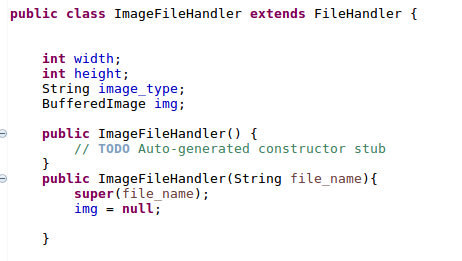 public class ImageFileHandler extends FileHandler {
int width;
int height;
String image_type;
BufferedImage img;
public ImageFileHandler() {
// TODO Auto-generated constructor stub
}
public ImageFileHandler(String file_name){
super(file_name);
img = null;
}